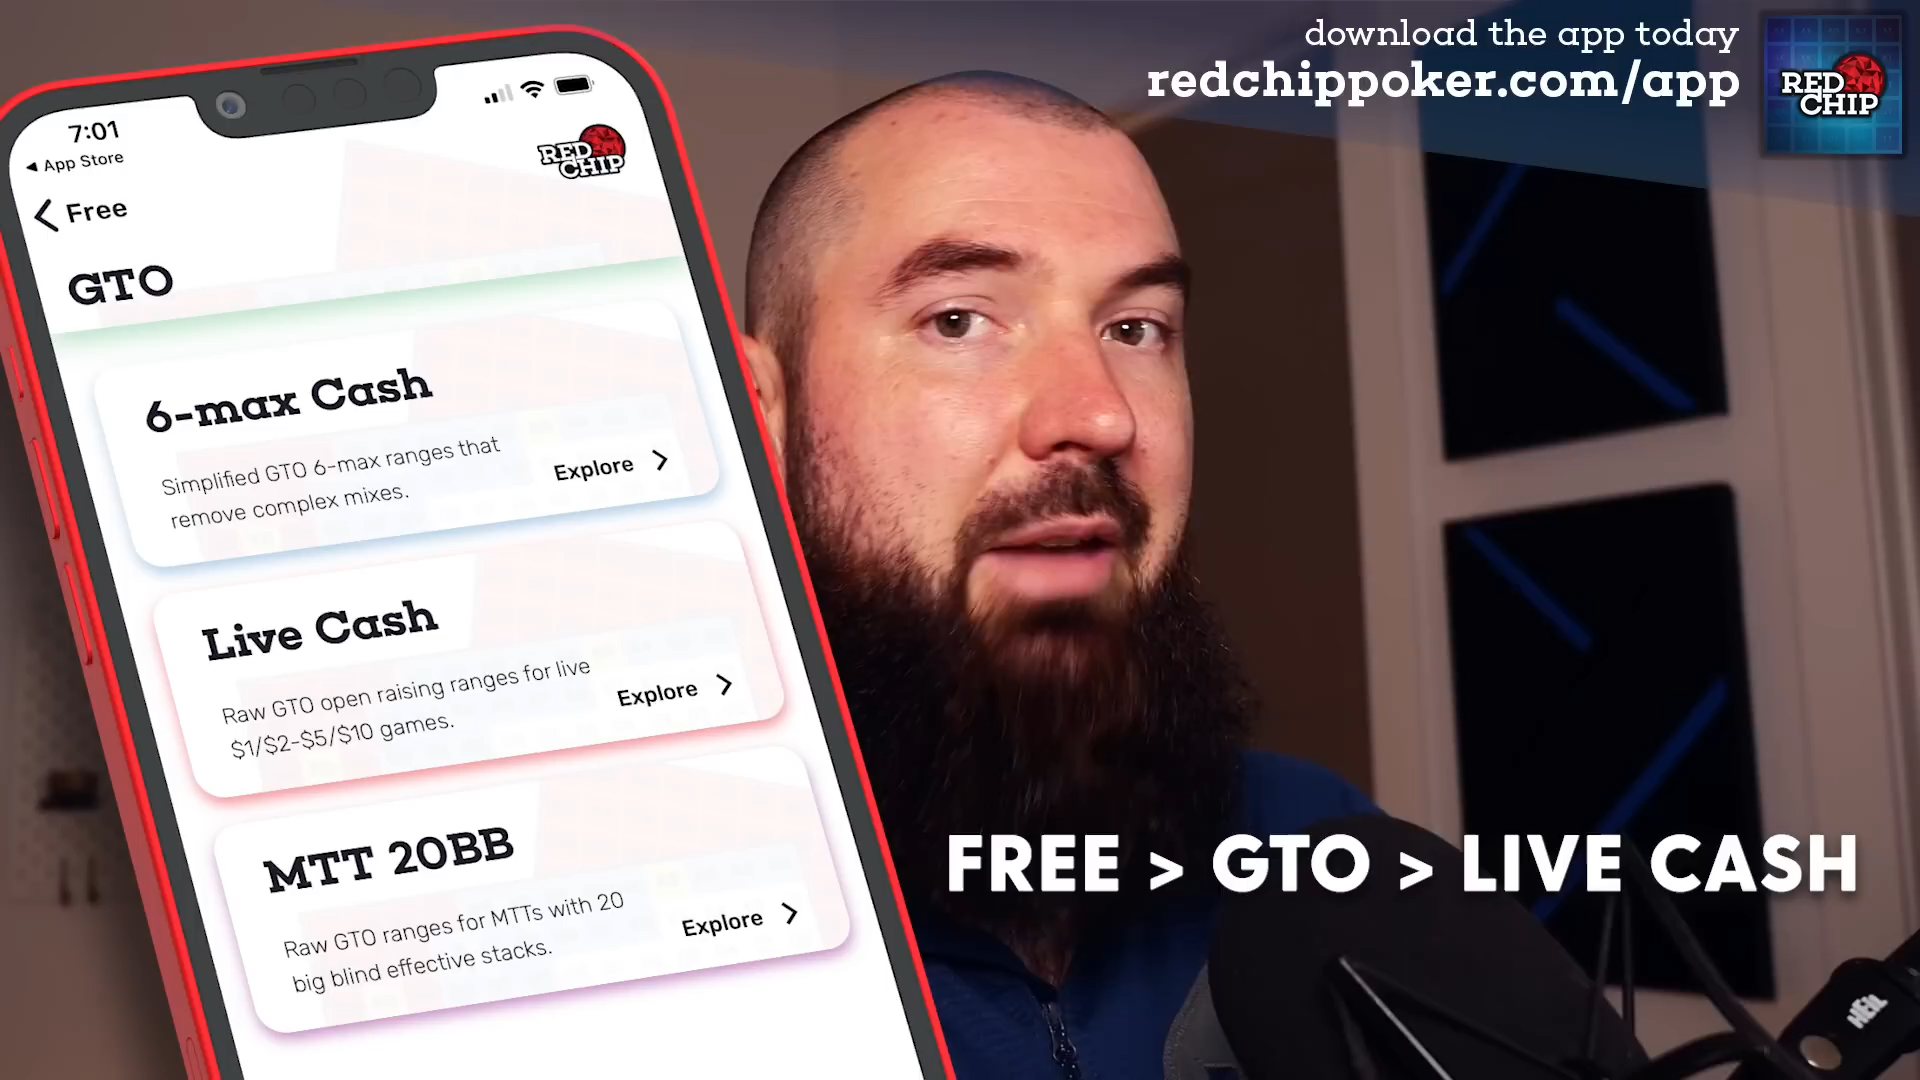 download the app today
redchippoker.com/app
RED
CHIP
7:01
App Store
RED
CHIP
Free
GTO
6-max Cash
Simplified GTO 6-max ranges that
remove complex mixes.
Explore
Live Cash
Raw GTO open raising ranges for live
$1/$2-$5/$10 games.
Explore
MTT 20BB
Raw GTO ranges for MTTs with 20
big blind effective stacks.
Explore
FREE > GTO > LIVE CASH
HEIL